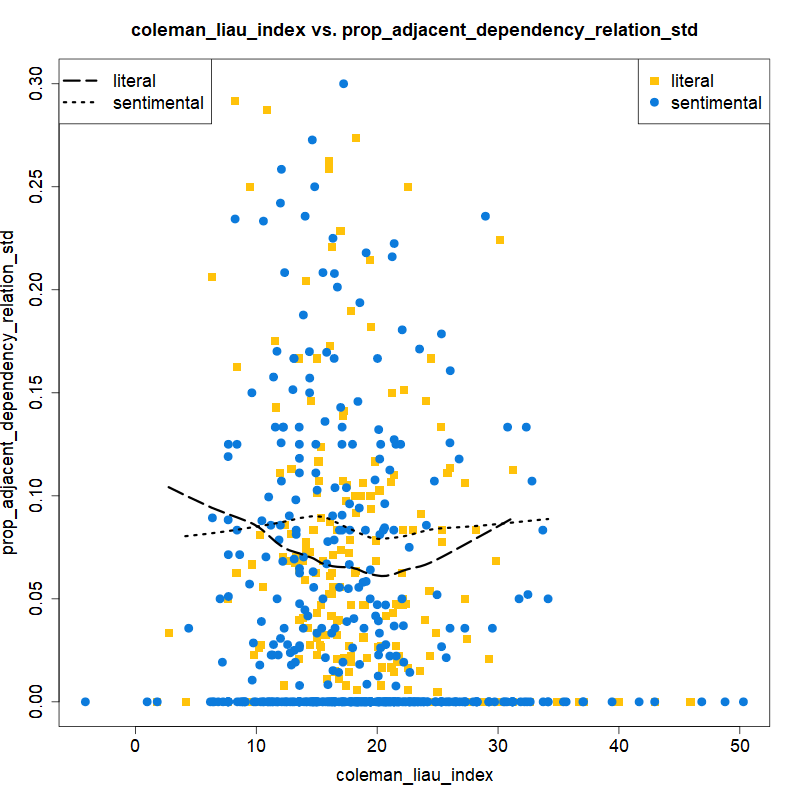 coleman_liau_index vs. prop_adjacent_dependency_relation_std
literal
sentimental
literal
sentimental
prop_adjacent_dependency_relation_std
0.30
0.25
0.20
0.15
0.10
0.05
0.00
0 10 20 30 40 50
coleman_liau_index